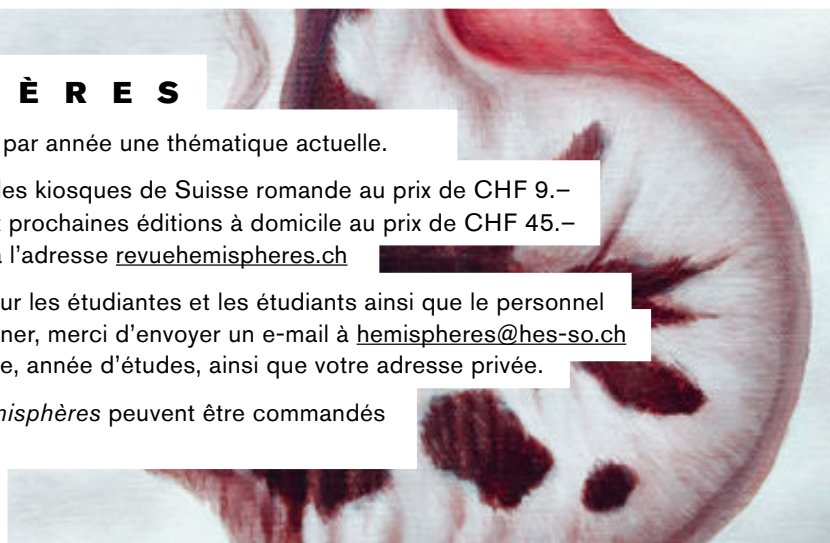 ÈRES
par année une thématique actuelle.
les kiosques de Suisse romande au prix de CHF 9.–
prochaines éditions à domicile au prix de CHF 45.–
à l’adresse revuehemispheres.ch
ur les étudiantes et les étudiants ainsi que le personnel
ner, merci d’envoyer un e-mail à hemispheres@hes-so.ch
e, année d’études, ainsi que votre adresse privée.
misphères peuvent être commandés